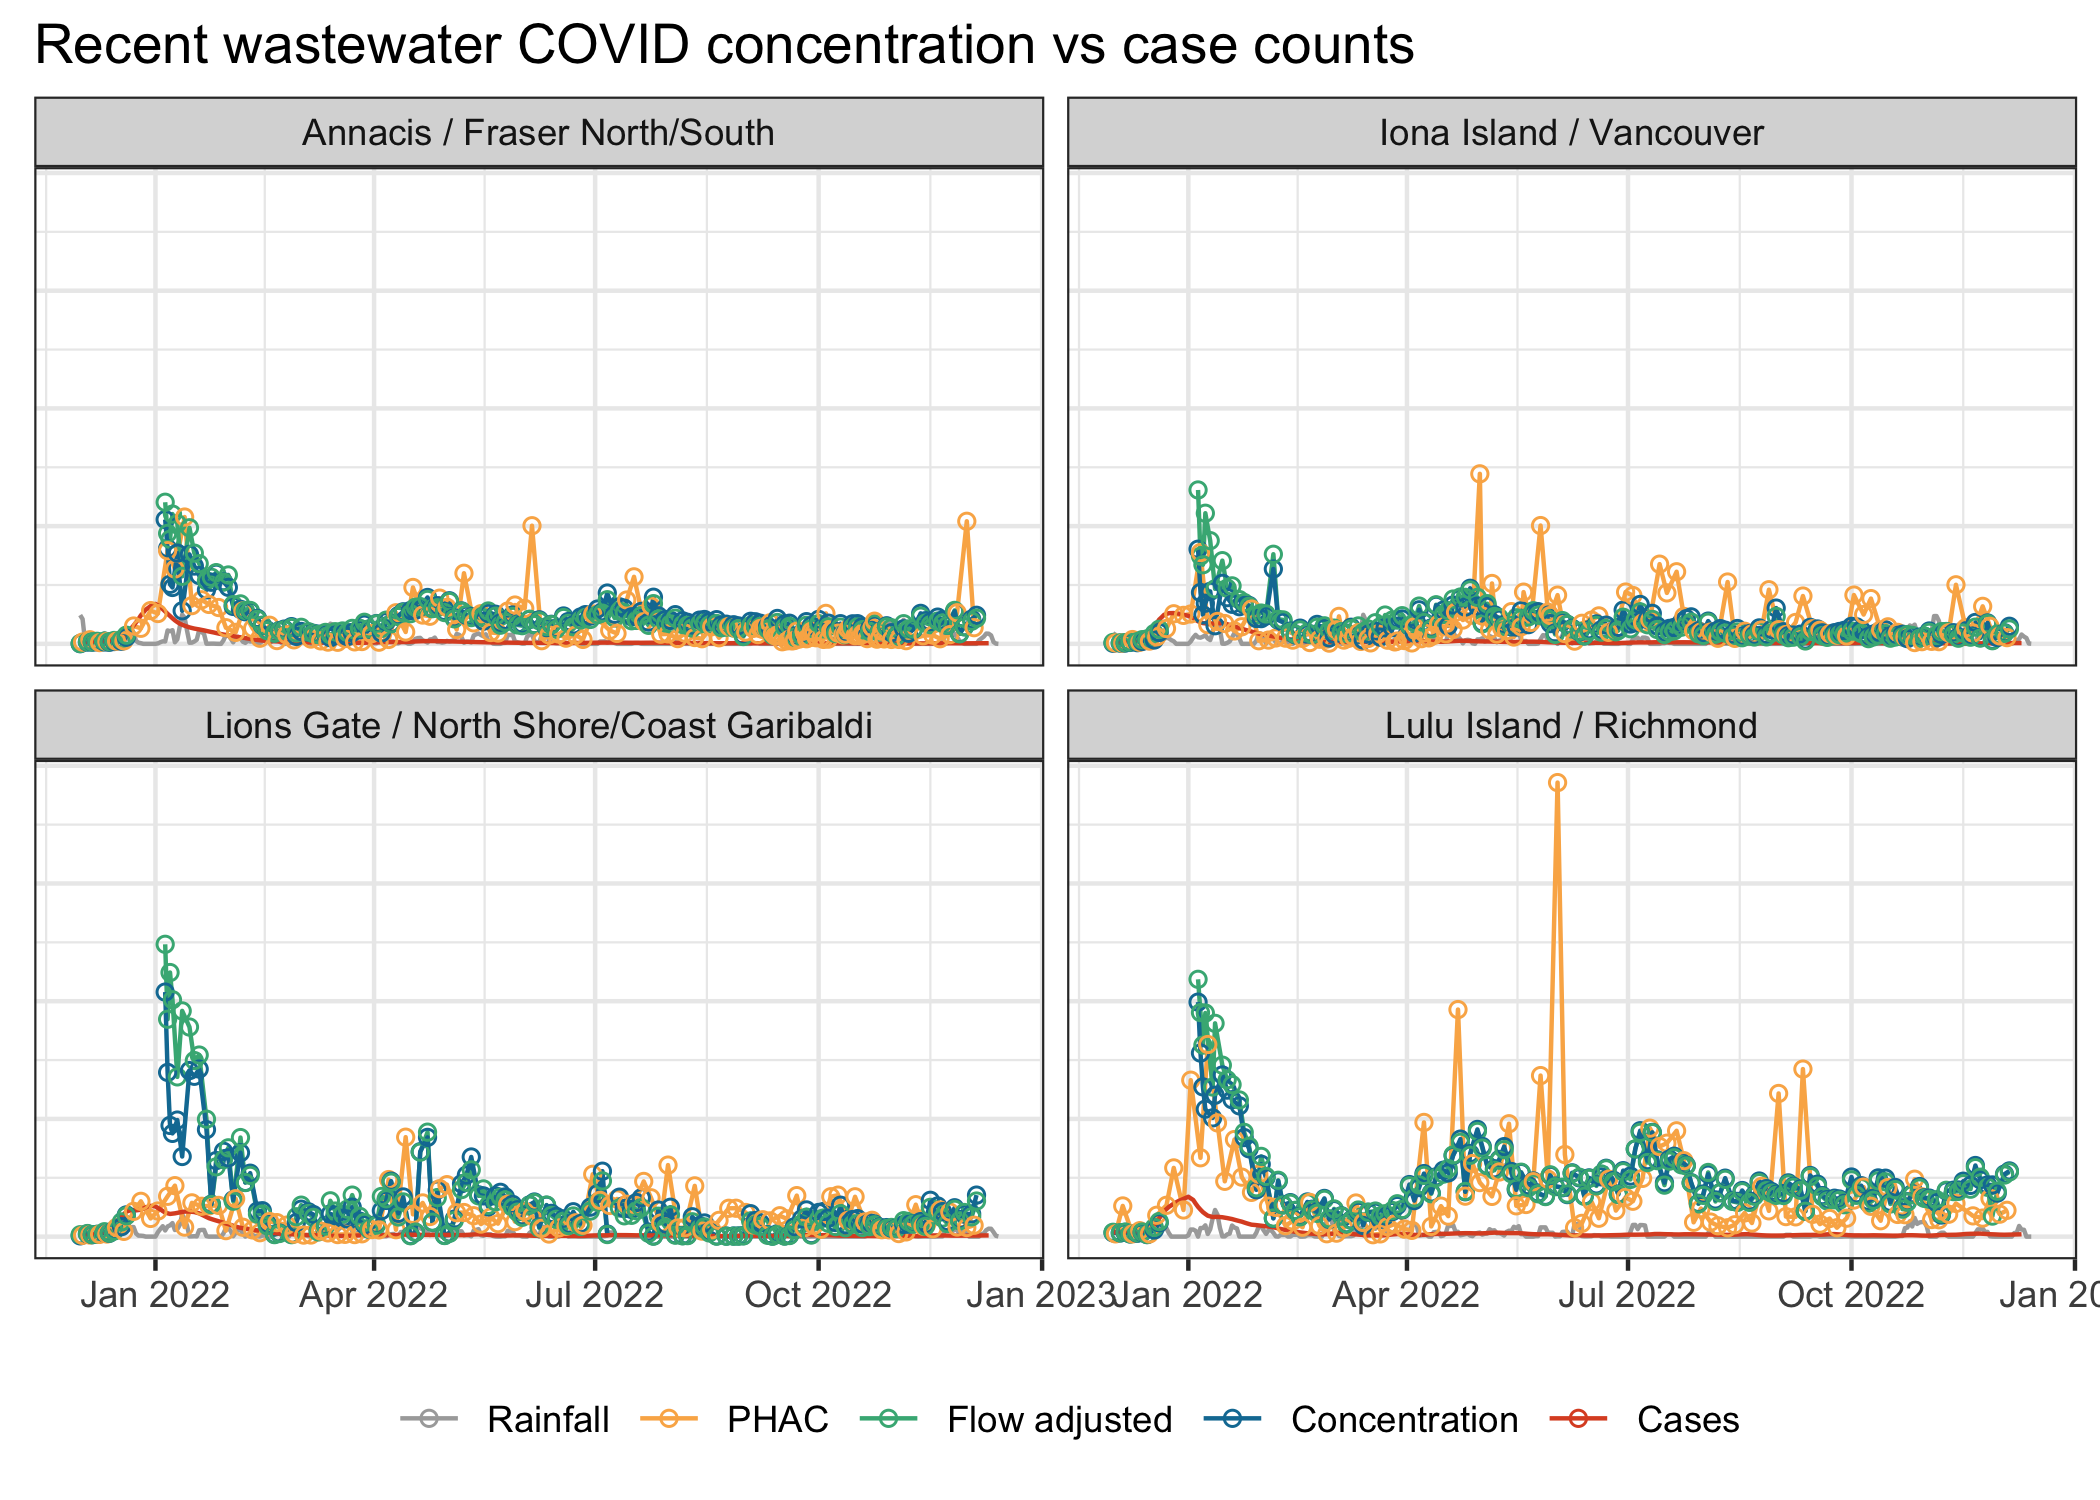 Recent wastewater COVID concentration vs case counts
Annacis / Fraser North/South
Iona Island / Vancouver
Lions Gate / North Shore/Coast Garibaldi
Lulu Island / Richmond
Jan 2022 Apr 2022 Jul 2022 Oct 2022 Jan 2023 Jan 2022 Apr 2022 Jul 2022 Oct 2022 Jan 20
Rainfall PHAC Flow adjusted Concentration Cases